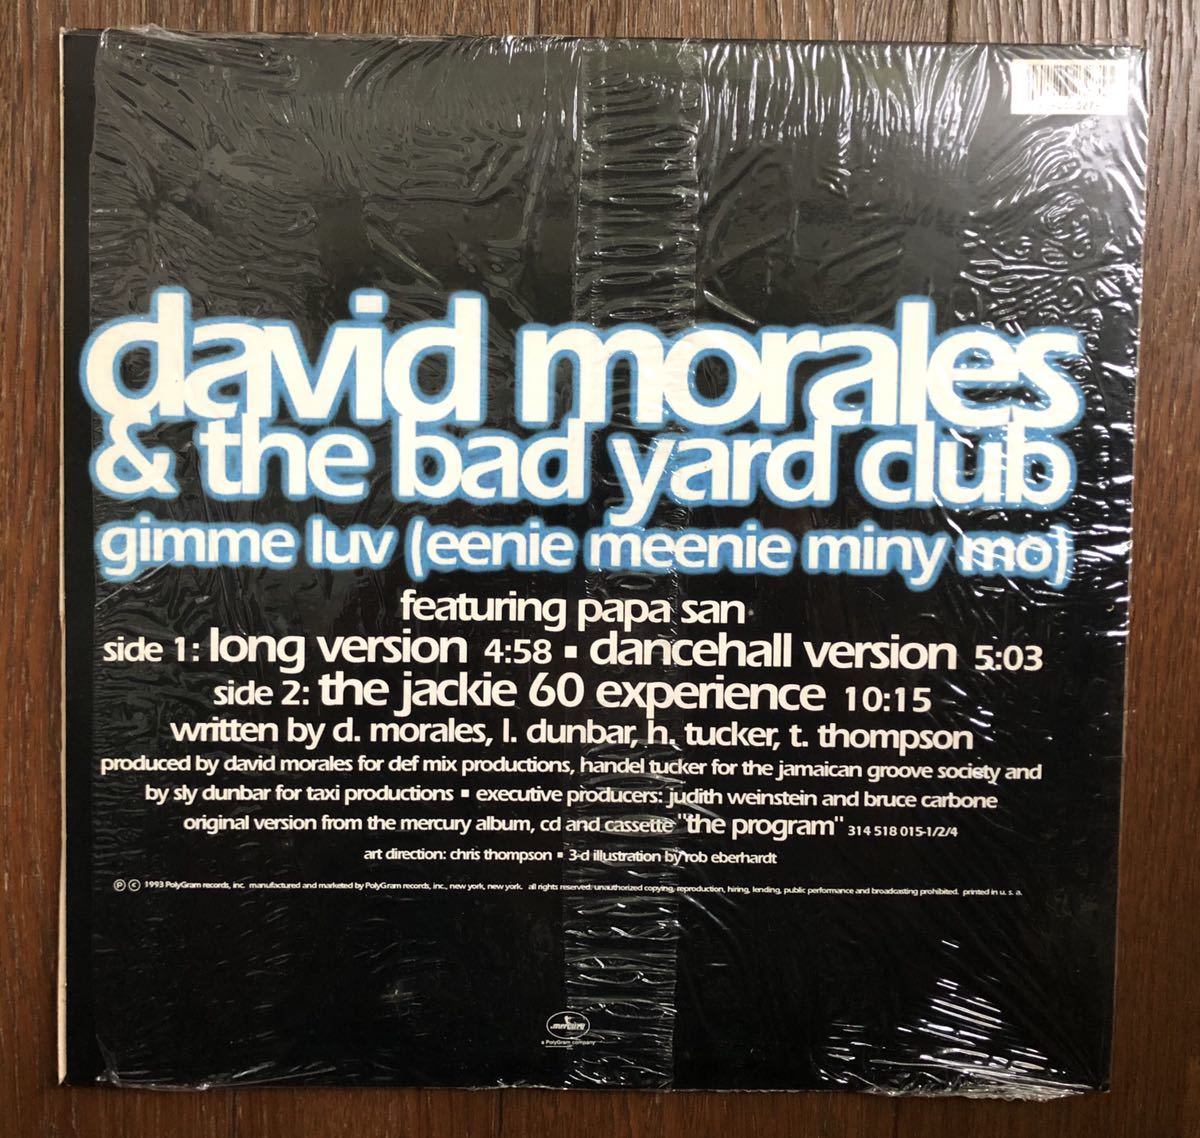 david morales
& the bad yard club
gimme luv (eenie meenie miny mo)
featuring papa san
side 1: long version 4:58 ▪ dancehall version 5:03
side 2: the jackie 60 experience 10:15
written by d. morales, l. dunbar, h. tucker, t. thompson
produced by david morales for def mix productions, handel tucker for the jamaican groove society and
by sly dunbar for taxi productions ▪ executive producers: judith weinstein and bruce carbone
original version from the mercury album, cd and cassette "the program" 314 518 015-1/2/4
art direction: chris thompson ▪ 3-d illustration by rob eberhardt
℗ © 1993 PolyGram records, inc. manufactured and marketed by PolyGram records, inc., new york, new york. all rights reserved. unauthorized copying, reproduction, hiring, lending, public performance and broadcasting prohibited. printed in u. s. a.
mercury
a PolyGram company